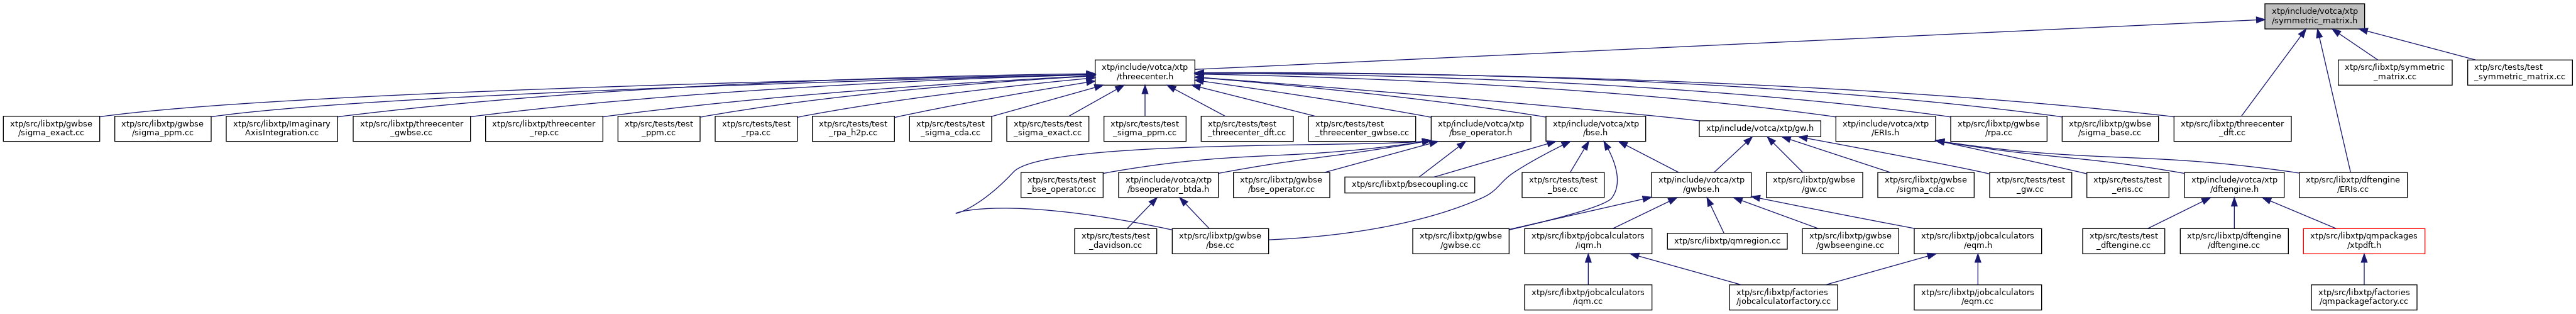 xtp/include/votca/xtp
/symmetric_matrix.h
xtp/include/votca/xtp
/threecenter.h
xtp/src/libxtp/symmetric
_matrix.cc
xtp/src/tests/test
_symmetric_matrix.cc
xtp/src/libxtp/gwbse
/sigma_exact.cc
xtp/src/libxtp/gwbse
/sigma_ppm.cc
xtp/src/libxtp/Imaginary
AxisIntegration.cc
xtp/src/libxtp/threecenter
_gwbse.cc
xtp/src/libxtp/threecenter
_rep.cc
xtp/src/tests/test
_ppm.cc
xtp/src/tests/test
_rpa.cc
xtp/src/tests/test
_rpa_h2p.cc
xtp/src/tests/test
_sigma_cda.cc
xtp/src/tests/test
_sigma_exact.cc
xtp/src/tests/test
_sigma_ppm.cc
xtp/src/tests/test
_threecenter_dft.cc
xtp/src/tests/test
_threecenter_gwbse.cc
xtp/include/votca/xtp
/bse_operator.h
xtp/include/votca/xtp
/bse.h
xtp/include/votca/xtp/gw.h
xtp/include/votca/xtp
/ERIs.h
xtp/src/libxtp/gwbse
/rpa.cc
xtp/src/libxtp/gwbse
/sigma_base.cc
xtp/src/libxtp/threecenter
_dft.cc
xtp/src/tests/test
_bse_operator.cc
xtp/include/votca/xtp
/bseoperator_btda.h
xtp/src/libxtp/gwbse
/bse_operator.cc
xtp/src/libxtp/bsecoupling.cc
xtp/src/tests/test
_bse.cc
xtp/include/votca/xtp
/gwbse.h
xtp/src/libxtp/gwbse
/gw.cc
xtp/src/libxtp/gwbse
/sigma_cda.cc
xtp/src/tests/test
_gw.cc
xtp/src/tests/test
_eris.cc
xtp/include/votca/xtp
/dftengine.h
xtp/src/libxtp/dftengine
/ERIs.cc
xtp/src/tests/test
_davidson.cc
xtp/src/libxtp/gwbse
/bse.cc
xtp/src/libxtp/gwbse
/gwbse.cc
xtp/src/libxtp/jobcalculators
/iqm.h
xtp/src/libxtp/qmregion.cc
xtp/src/libxtp/gwbse
/gwbseengine.cc
xtp/src/libxtp/jobcalculators
/eqm.h
xtp/src/tests/test
_dftengine.cc
xtp/src/libxtp/dftengine
/dftengine.cc
xtp/src/libxtp/qmpackages
/xtpdft.h
xtp/src/libxtp/jobcalculators
/iqm.cc
xtp/src/libxtp/factories
/jobcalculatorfactory.cc
xtp/src/libxtp/jobcalculators
/eqm.cc
xtp/src/libxtp/factories
/qmpackagefactory.cc